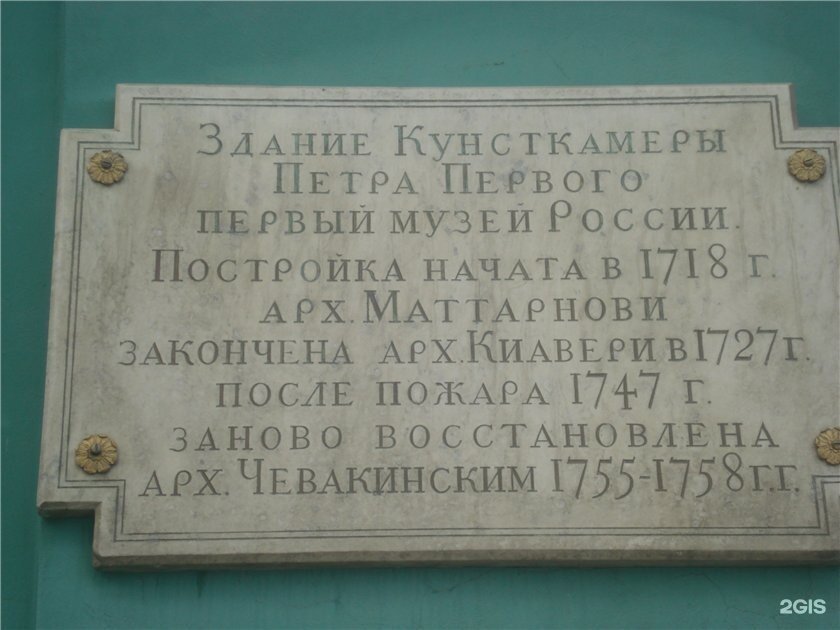 Здание Кунсткамеры
Петра Первого
первый музей России.
Постройка начата в 1718 г.
арх. Маттарнови
закончена арх. Киавери в 1727 г.
после пожара 1747 г.
заново восстановлена
арх. Чевакинским 1755-1758 г.г.
2GIS